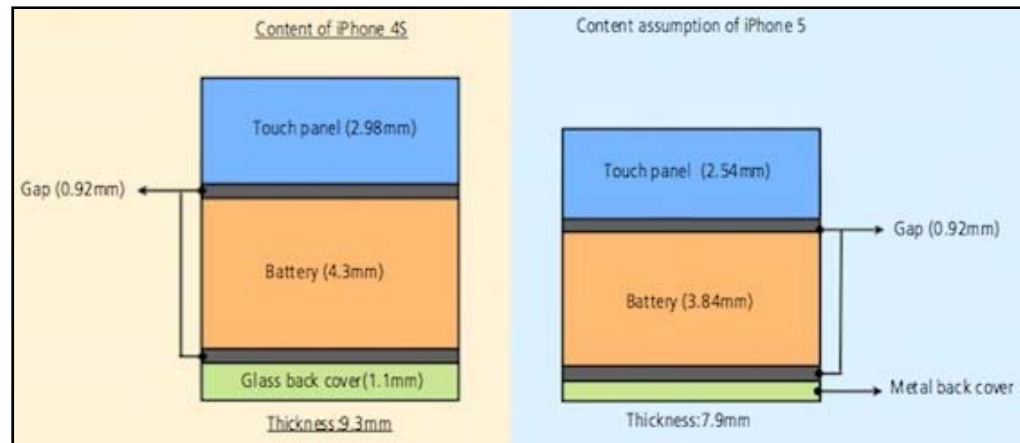 Content of iPhone 4S
Touch panel (2.98mm)
Gap (0.92mm)
Battery (4.3mm)
Glass back cover(1.1mm)
Thickness:9.3mm
Content assumption of iPhone 5
Touch panel (2.54mm)
Gap (0.92mm)
Battery (3.84mm)
Metal back cover
Thickness:7.9mm